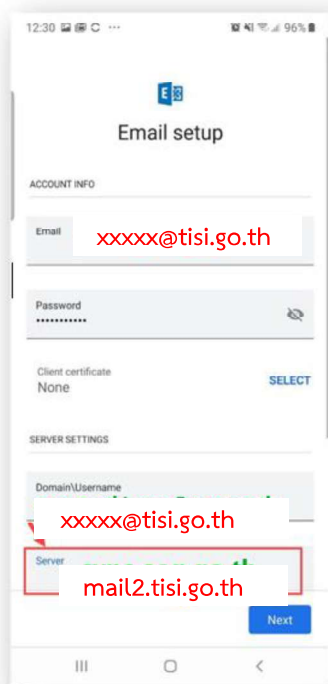 12:30
96%
Email setup
ACCOUNT INFO
Email
xxxxx@tisi.go.th
Password
•••••••••••
Client certificate
None
SELECT
SERVER SETTINGS
Domain\Username
xxxxx@tisi.go.th
Server
mail2.tisi.go.th
Next